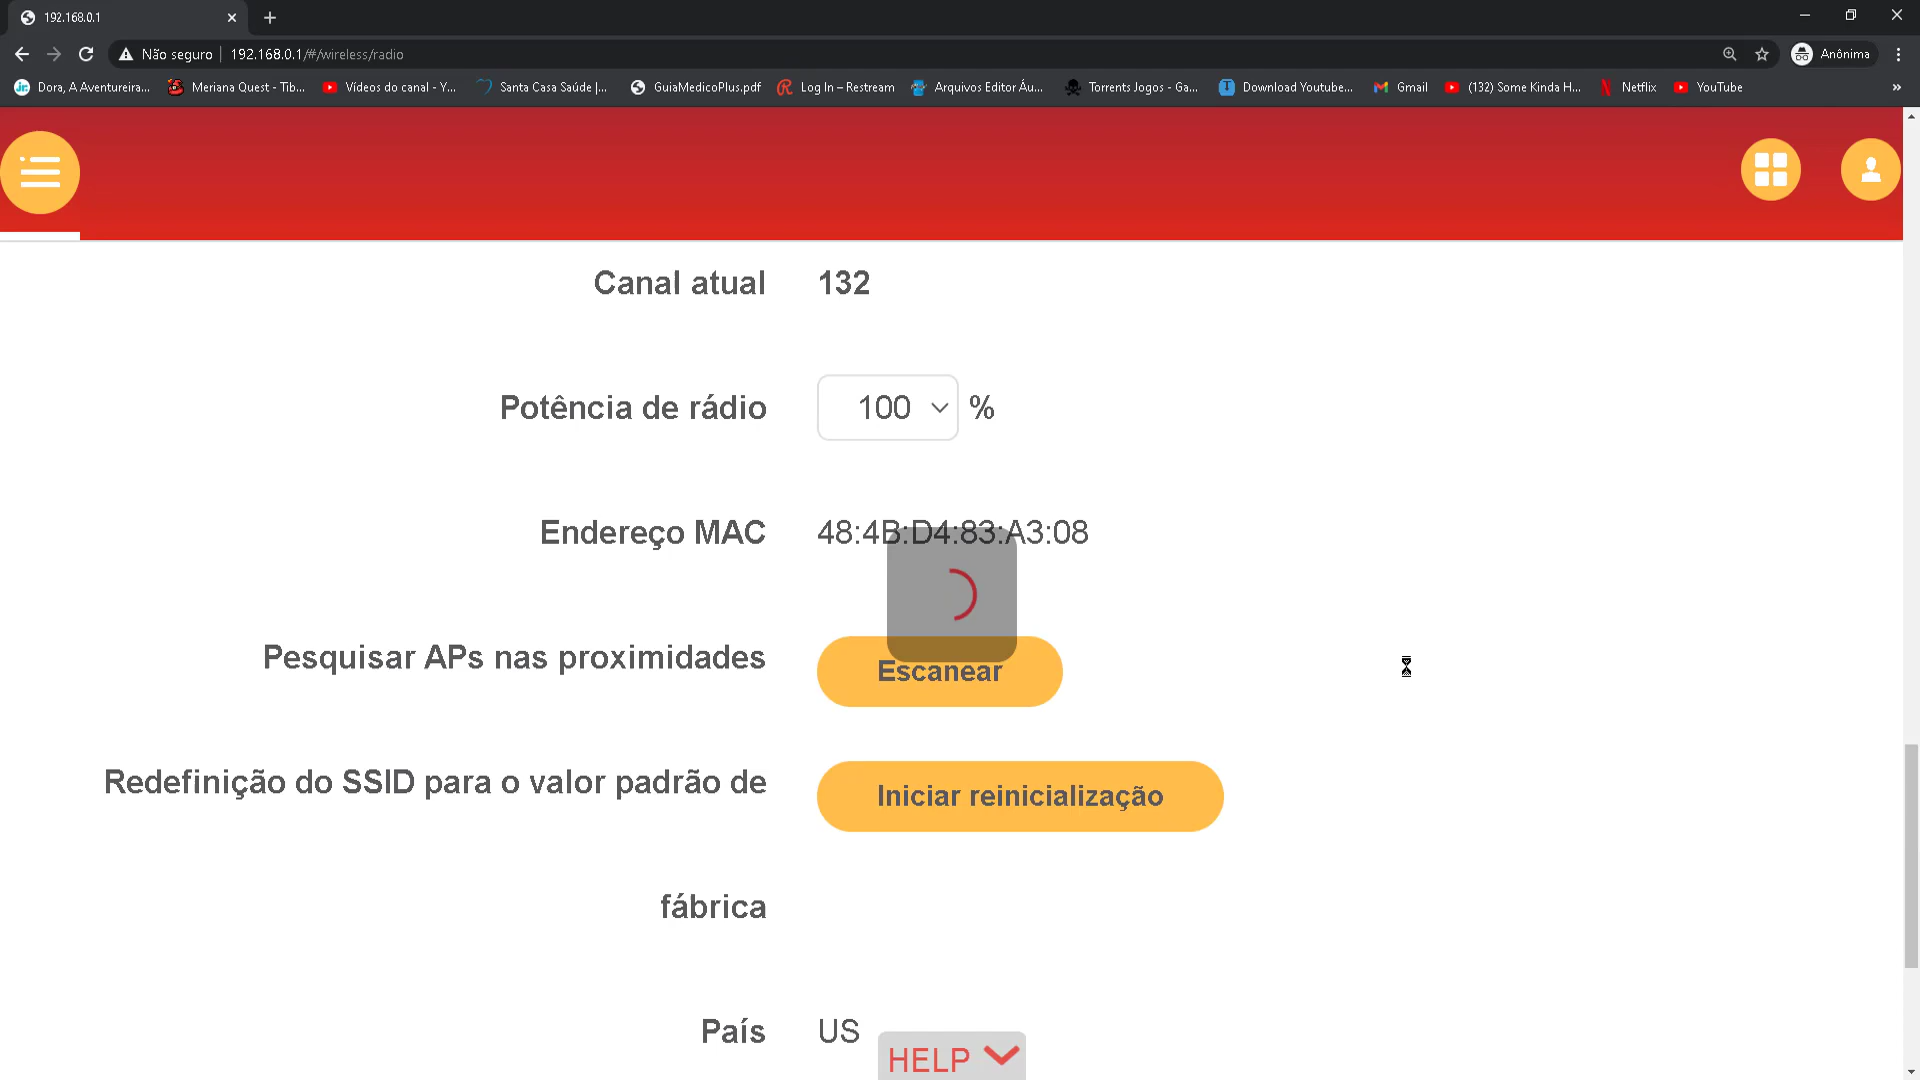 192.168.0.1
Não seguro
192.168.0.1/#/wireless/radio
Anônima
Dora, A Aventureira...
Meriana Quest - Tib...
Vídeos do canal - Y...
Santa Casa Saúde |...
GuiaMedicoPlus.pdf
Log In – Restream
Arquivos Editor Áu...
Torrents Jogos - Ga...
Download Youtube...
Gmail
(132) Some Kinda H...
Netflix
YouTube
»
Canal atual 132
Potência de rádio 100 %
Endereço MAC 48:4B:D4:83:A3:08
Pesquisar APs nas proximidades Escanear
Redefinição do SSID para o valor padrão de Iniciar reinicialização
fábrica
País US
HELP